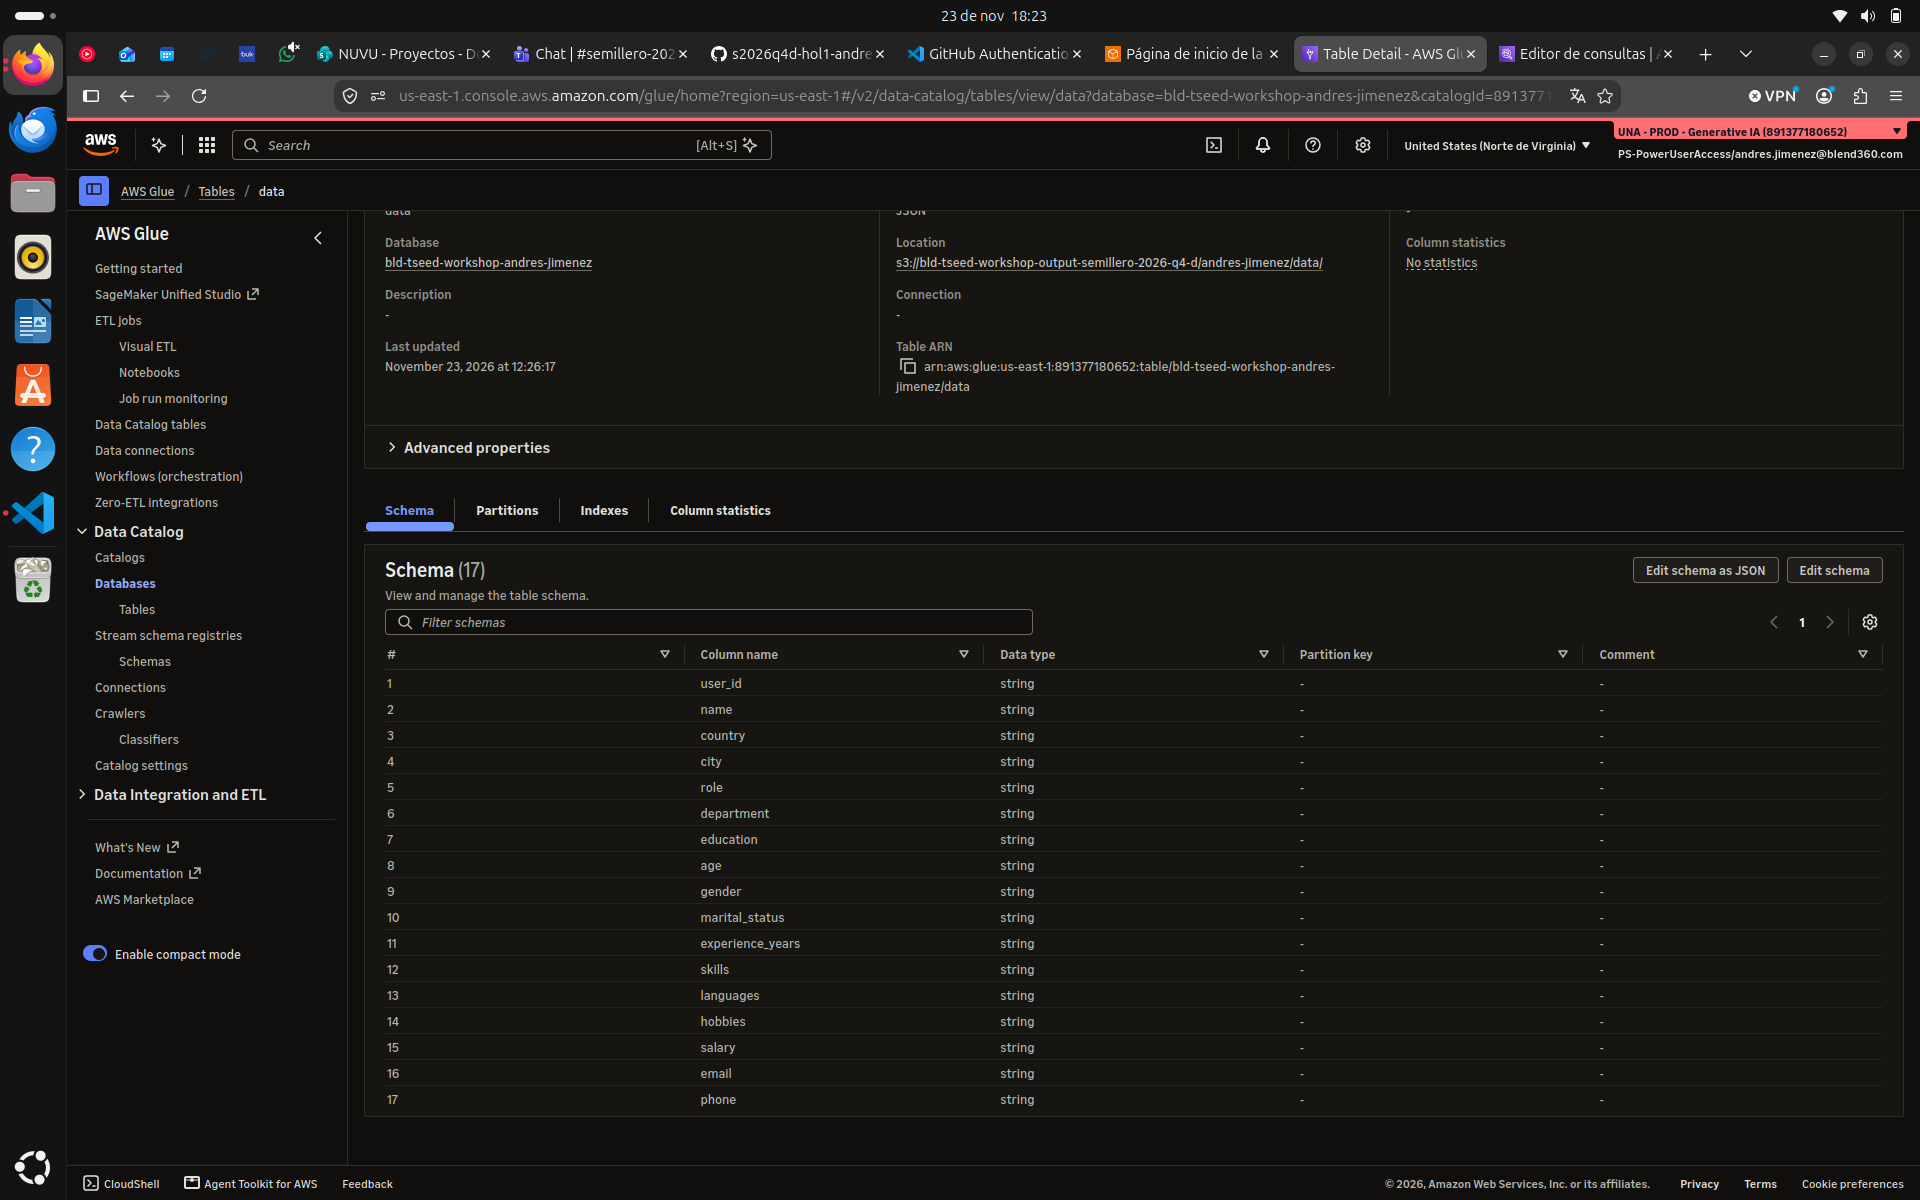 23 de nov 18:23
NUVU - Proyectos - D
Chat | #semillero-202
s2026q4d-hol1-andre
GitHub Authenticatio
Página de inicio de la
Table Detail - AWS Gl
Editor de consultas | A
us-east-1.console.aws.amazon.com/glue/home?region=us-east-1#/v2/data-catalog/tables/view/data?database=bld-tseed-workshop-andres-jimenez&catalogId=8913771
VPN
aws
Search
[Alt+S]
United States (Norte de Virginia)
UNA - PROD - Generative IA (891377180652)
PS-PowerUserAccess/andres.jimenez@blend360.com
AWS Glue / Tables / data
AWS Glue
Getting started
SageMaker Unified Studio
ETL jobs
Visual ETL
Notebooks
Job run monitoring
Data Catalog tables
Data connections
Workflows (orchestration)
Zero-ETL integrations
Data Catalog
Catalogs
Databases
Tables
Stream schema registries
Schemas
Connections
Crawlers
Classifiers
Catalog settings
Data Integration and ETL
What's New
Documentation
AWS Marketplace
Enable compact mode
data
JSON
-
Database
bld-tseed-workshop-andres-jimenez
Location
s3://bld-tseed-workshop-output-semillero-2026-q4-d/andres-jimenez/data/
Column statistics
No statistics
Description
-
Connection
-
Last updated
November 23, 2026 at 12:26:17
Table ARN
arn:aws:glue:us-east-1:891377180652:table/bld-tseed-workshop-andres-
jimenez/data
Advanced properties
Schema
Partitions
Indexes
Column statistics
Schema (17)
View and manage the table schema.
Edit schema as JSON
Edit schema
Filter schemas
1
# Column name Data type Partition key Comment
1 user_id string - -
2 name string - -
3 country string - -
4 city string - -
5 role string - -
6 department string - -
7 education string - -
8 age string - -
9 gender string - -
10 marital_status string - -
11 experience_years string - -
12 skills string - -
13 languages string - -
14 hobbies string - -
15 salary string - -
16 email string - -
17 phone string - -
CloudShell
Agent Toolkit for AWS
Feedback
© 2026, Amazon Web Services, Inc. or its affiliates.
Privacy
Terms
Cookie preferences
buk